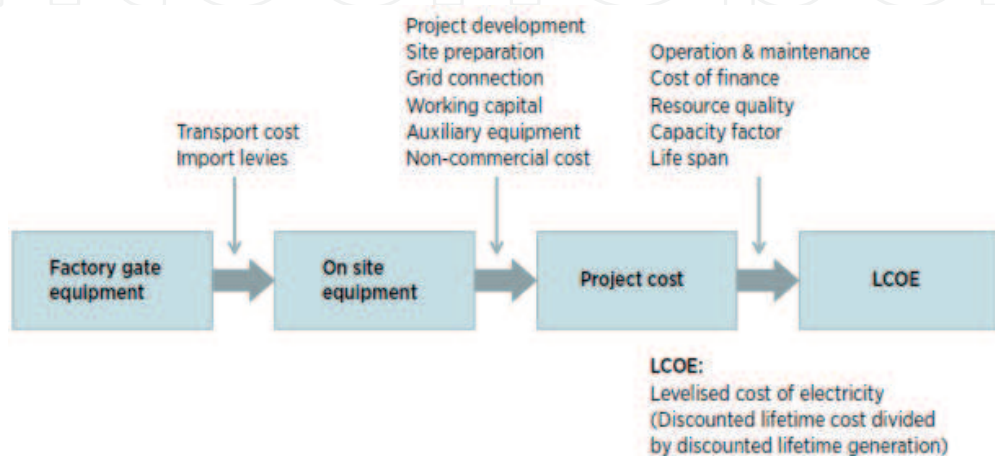 Project development
Site preparation
Grid connection
Working capital
Auxiliary equipment
Non-commercial cost
Operation & maintenance
Cost of finance
Resource quality
Capacity factor
Life span
Transport cost
Import levies
Factory gate
equipment
On site
equipment
Project cost
LCOE
LCOE:
Levelised cost of electricity
(Discounted lifetime cost divided
by discounted lifetime generation)